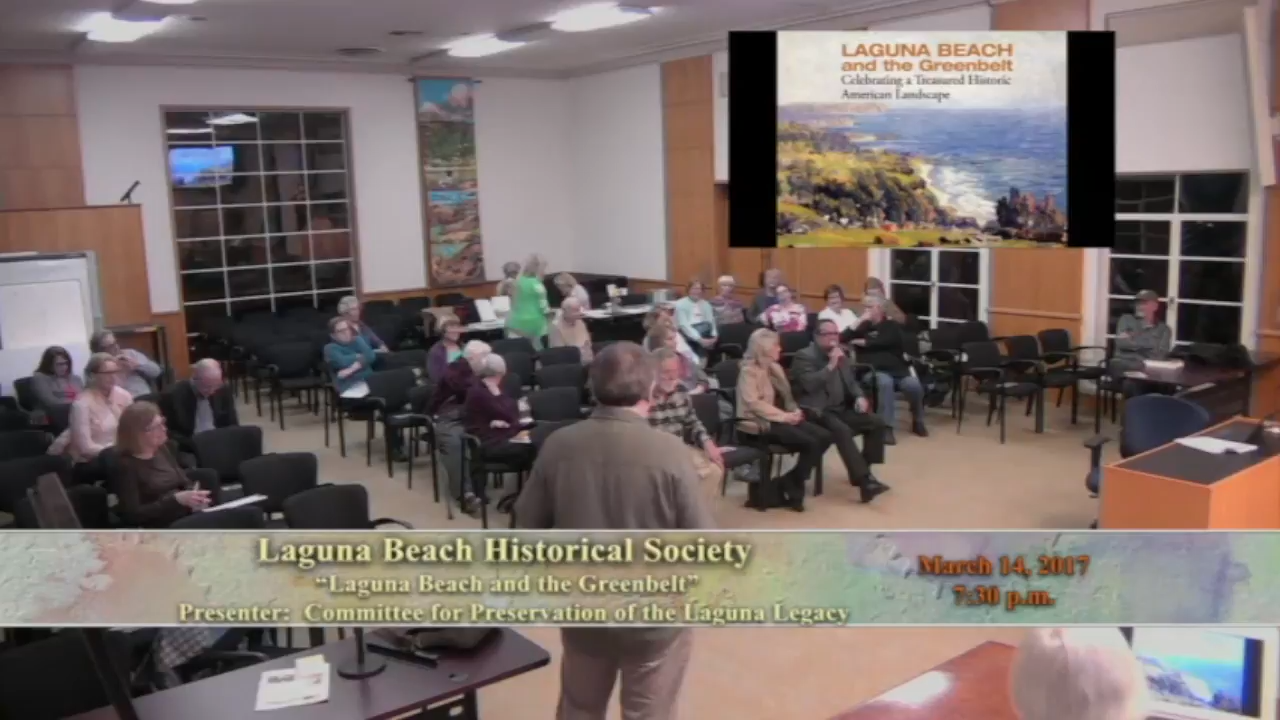 LAGUNA BEACH
and the Greenbelt
Celebrating a Treasured Historic
American Landscape
Laguna Beach Historical Society
“Laguna Beach and the Greenbelt”
Presenter: Committee for Preservation of the Laguna Legacy
March 14, 2017
7:30 p.m.